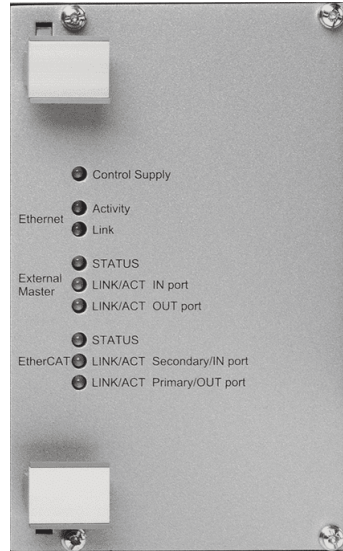 Control Supply
Ethernet
Activity
Link
External
Master
STATUS
LINK/ACT IN port
LINK/ACT OUT port
EtherCAT
STATUS
LINK/ACT Secondary/IN port
LINK/ACT Primary/OUT port